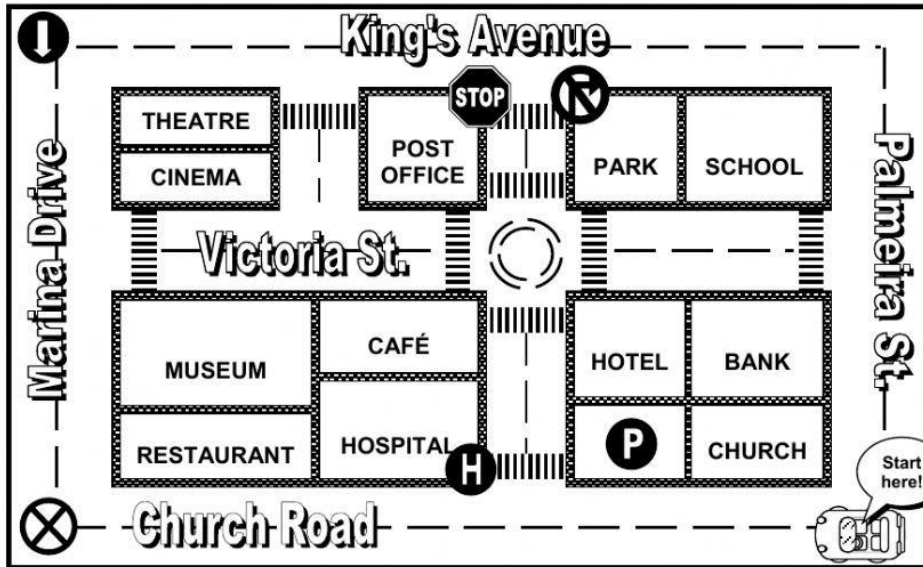 King's Avenue
STOP
THEATRE
POST
OFFICE
CINEMA
PARK
SCHOOL
Marina Drive
Palmeira St.
Victoria St.
MUSEUM
CAFÉ
HOTEL
BANK
RESTAURANT
HOSPITAL
H
P
CHURCH
Start
here!
Church Road